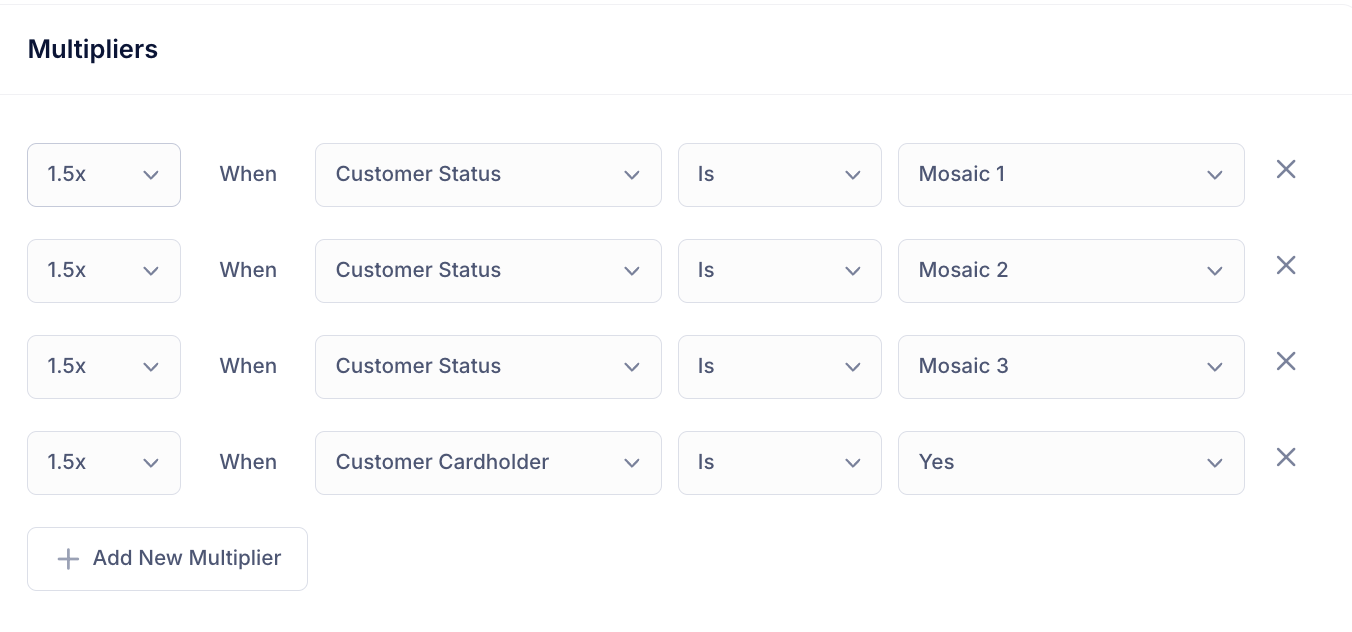 Multipliers
1.5x When Customer Status Is Mosaic 1
1.5x When Customer Status Is Mosaic 2
1.5x When Customer Status Is Mosaic 3
1.5x When Customer Cardholder Is Yes
Add New Multiplier